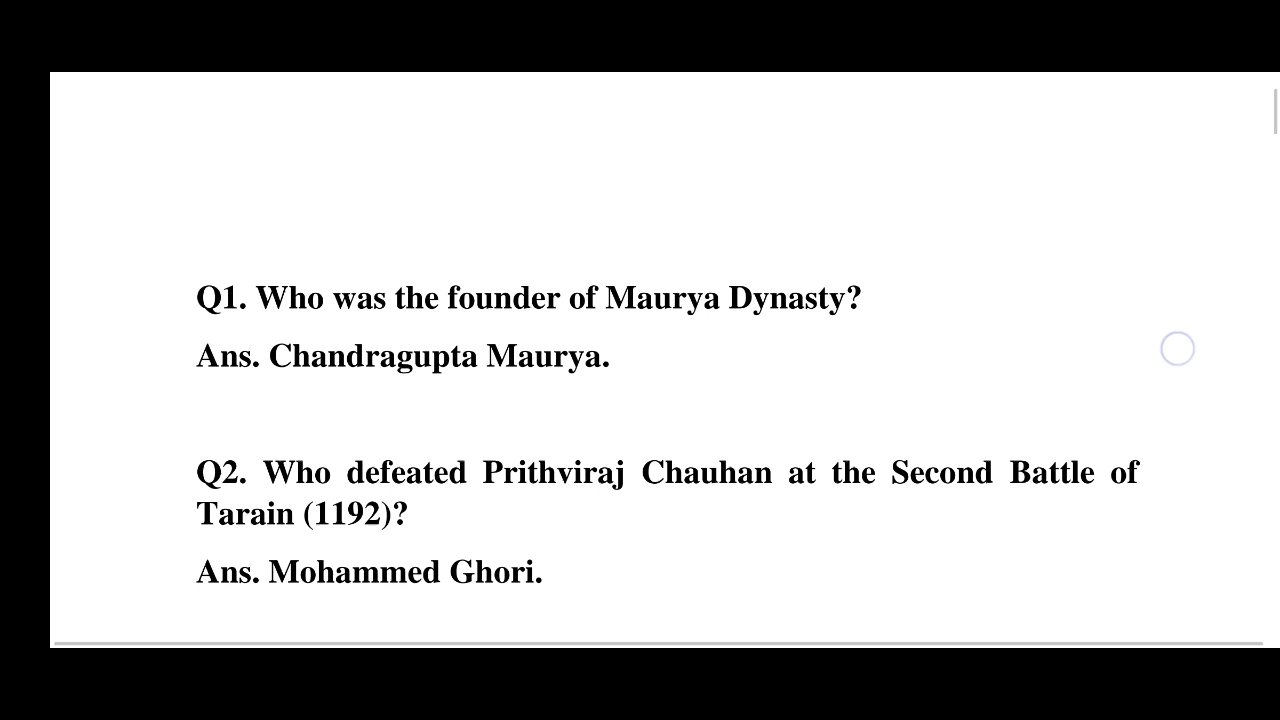 Q1. Who was the founder of Maurya Dynasty?
Ans. Chandragupta Maurya.
Q2. Who defeated Prithviraj Chauhan at the Second Battle of
Tarain (1192)?
Ans. Mohammed Ghori.